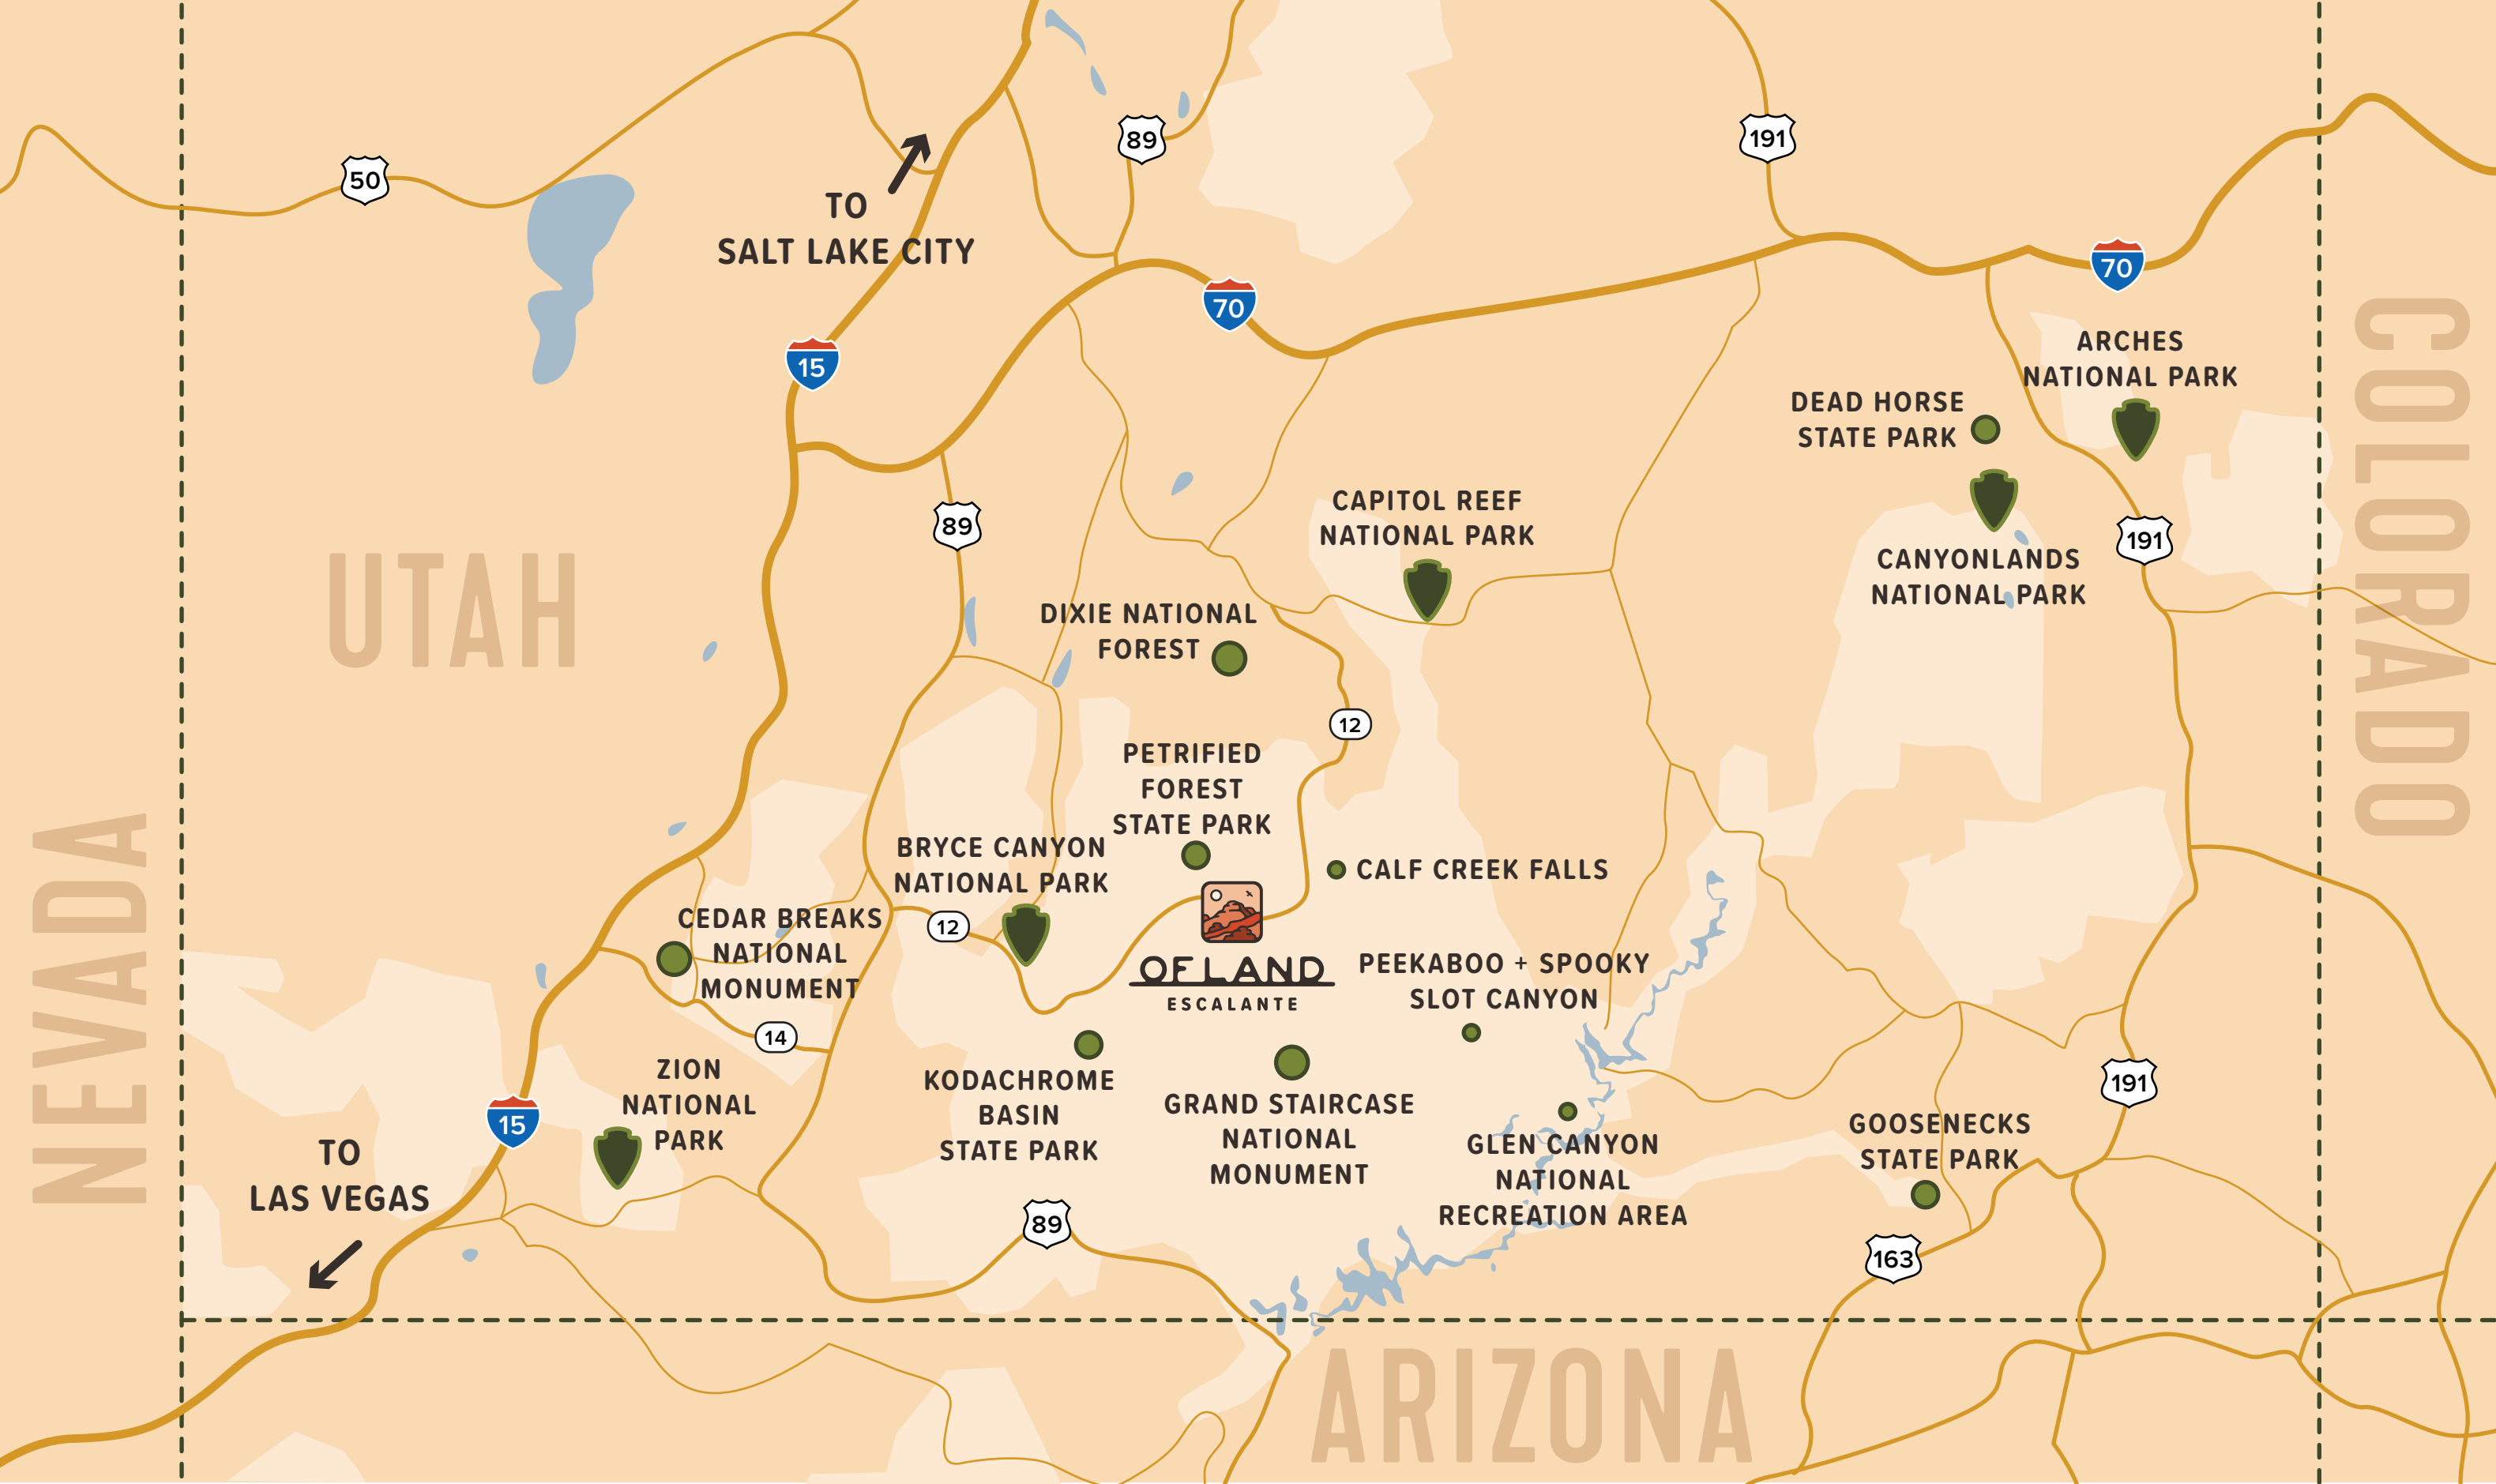 89
191
50
TO
SALT LAKE CITY
70
70
15
ARCHES
NATIONAL PARK
DEAD HORSE
STATE PARK
COLORADO
CAPITOL REEF
NATIONAL PARK
89
191
CANYONLANDS
NATIONAL PARK
UTAH
DIXIE NATIONAL
FOREST
12
PETRIFIED
FOREST
STATE PARK
BRYCE CANYON
NATIONAL PARK
CALF CREEK FALLS
NEVADA
CEDAR BREAKS
NATIONAL
MONUMENT
12
OFLAND
ESCALANTE
PEEKABOO + SPOOKY
SLOT CANYON
14
ZION
NATIONAL
PARK
KODACHROME
BASIN
STATE PARK
GRAND STAIRCASE
NATIONAL
MONUMENT
191
15
GLEN CANYON
NATIONAL
RECREATION AREA
GOOSENECKS
STATE PARK
TO
LAS VEGAS
89
163
ARIZONA